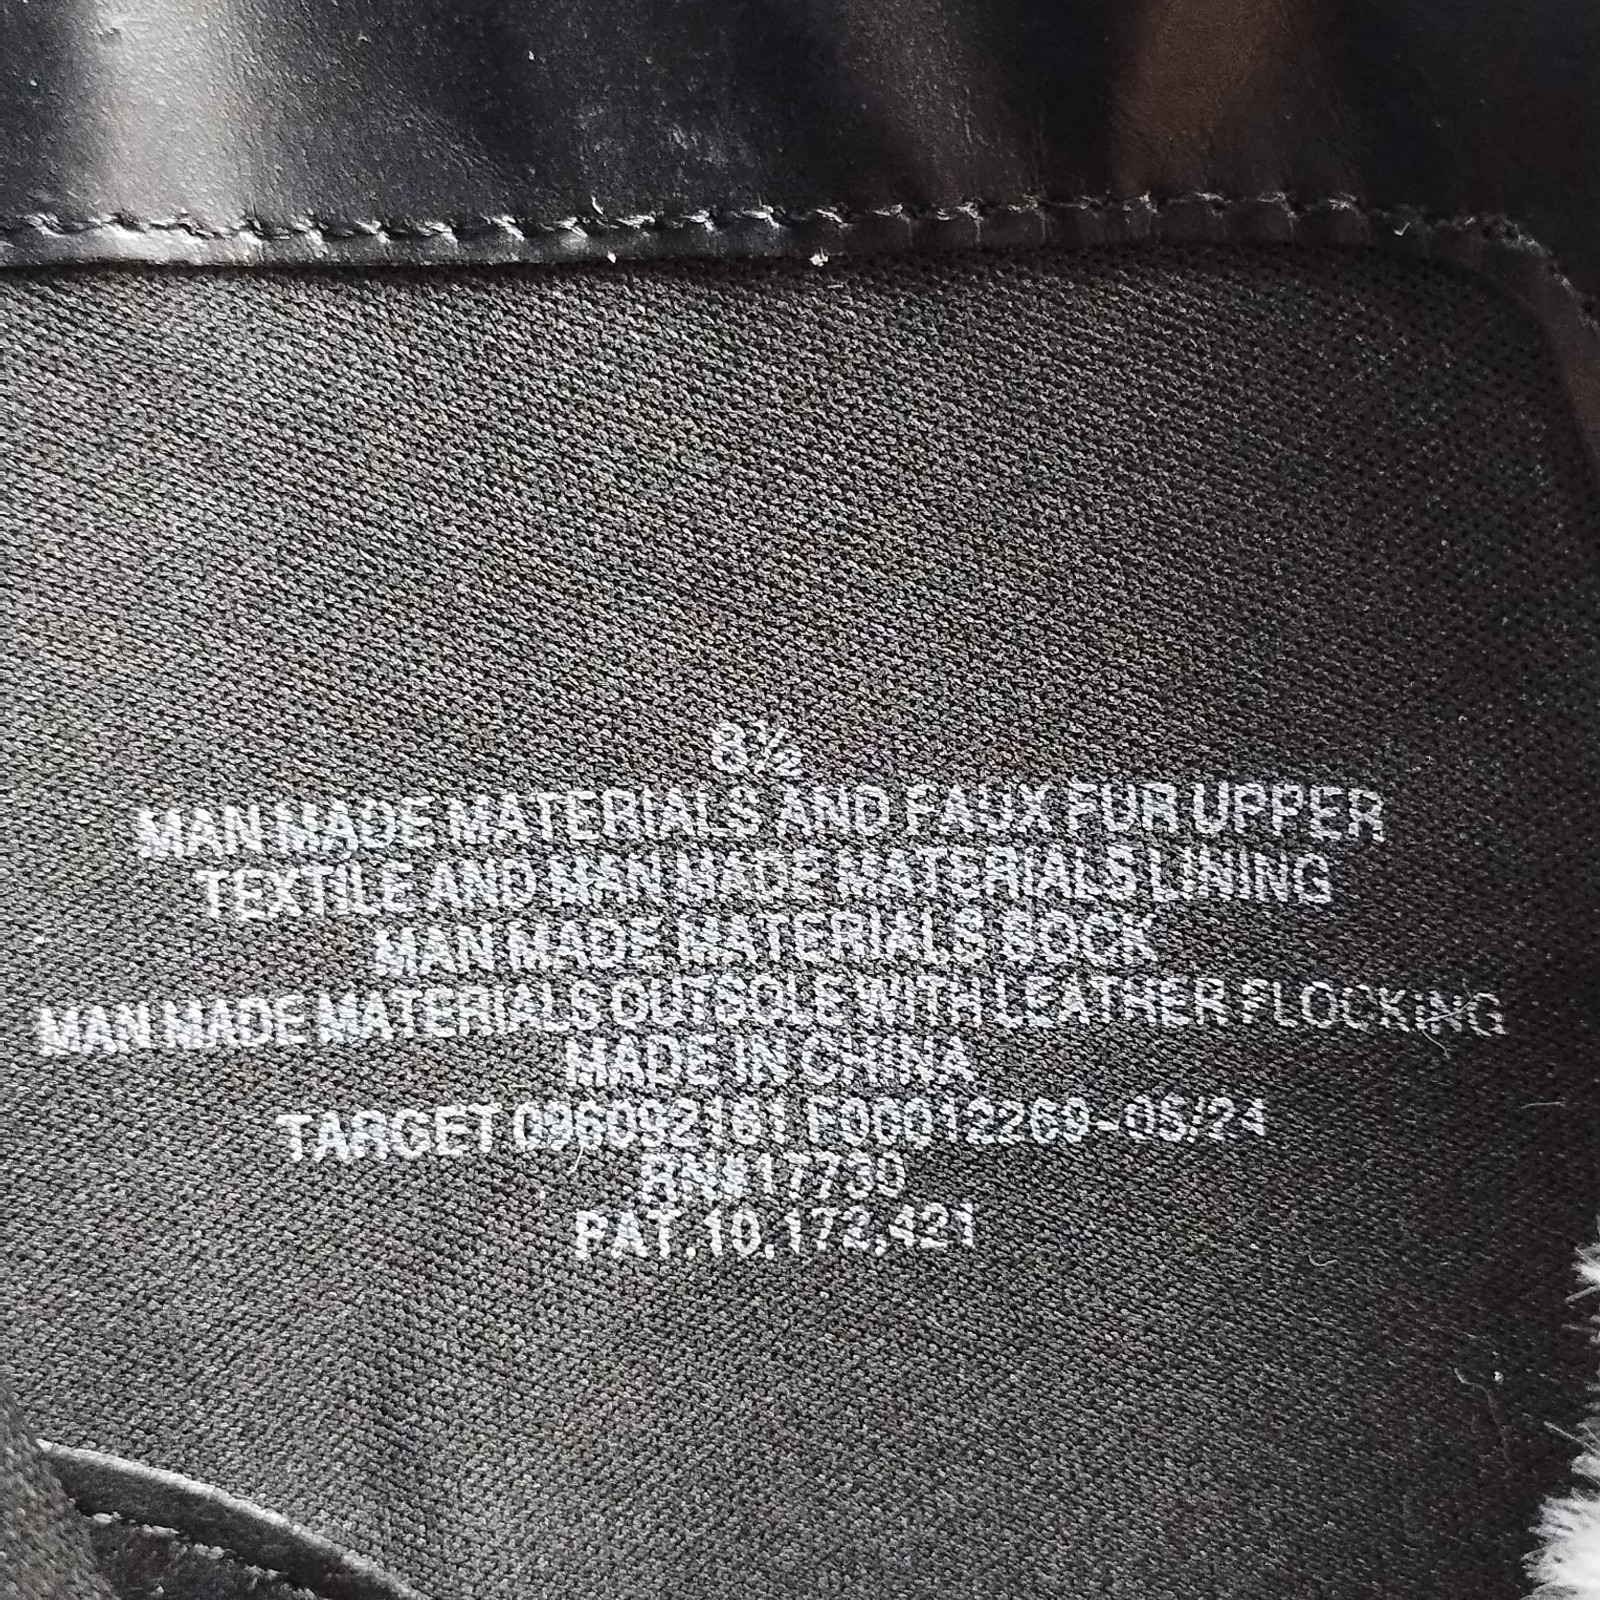 8½
MAN MADE MATERIALS AND FAUX FUR UPPER
TEXTILE AND MAN MADE MATERIALS LINING
MAN MADE MATERIALS SOCK
MAN MADE MATERIALS OUTSOLE WITH LEATHER FLOCKING
MADE IN CHINA
TARGET 096092161 F00012269-05/24
RN#17730
PAT.10,172,421